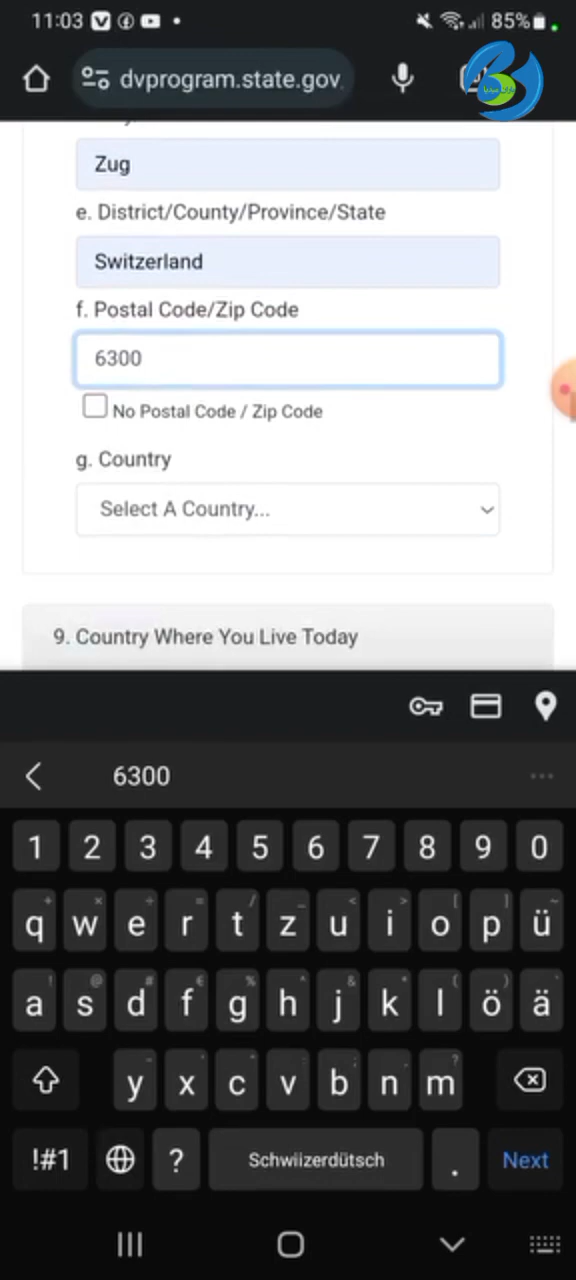 11:03
85%
dvprogram.state.gov
باران میدیا
Zug
e. District/County/Province/State
Switzerland
f. Postal Code/Zip Code
6300
No Postal Code / Zip Code
g. Country
Select A Country...
9. Country Where You Live Today
6300
1 2 3 4 5 6 7 8 9 0
q w e r t z u i o p ü
a s d f g h j k l ö ä
y x c v b n m
!#1 ? Schwiizerdütsch . Next